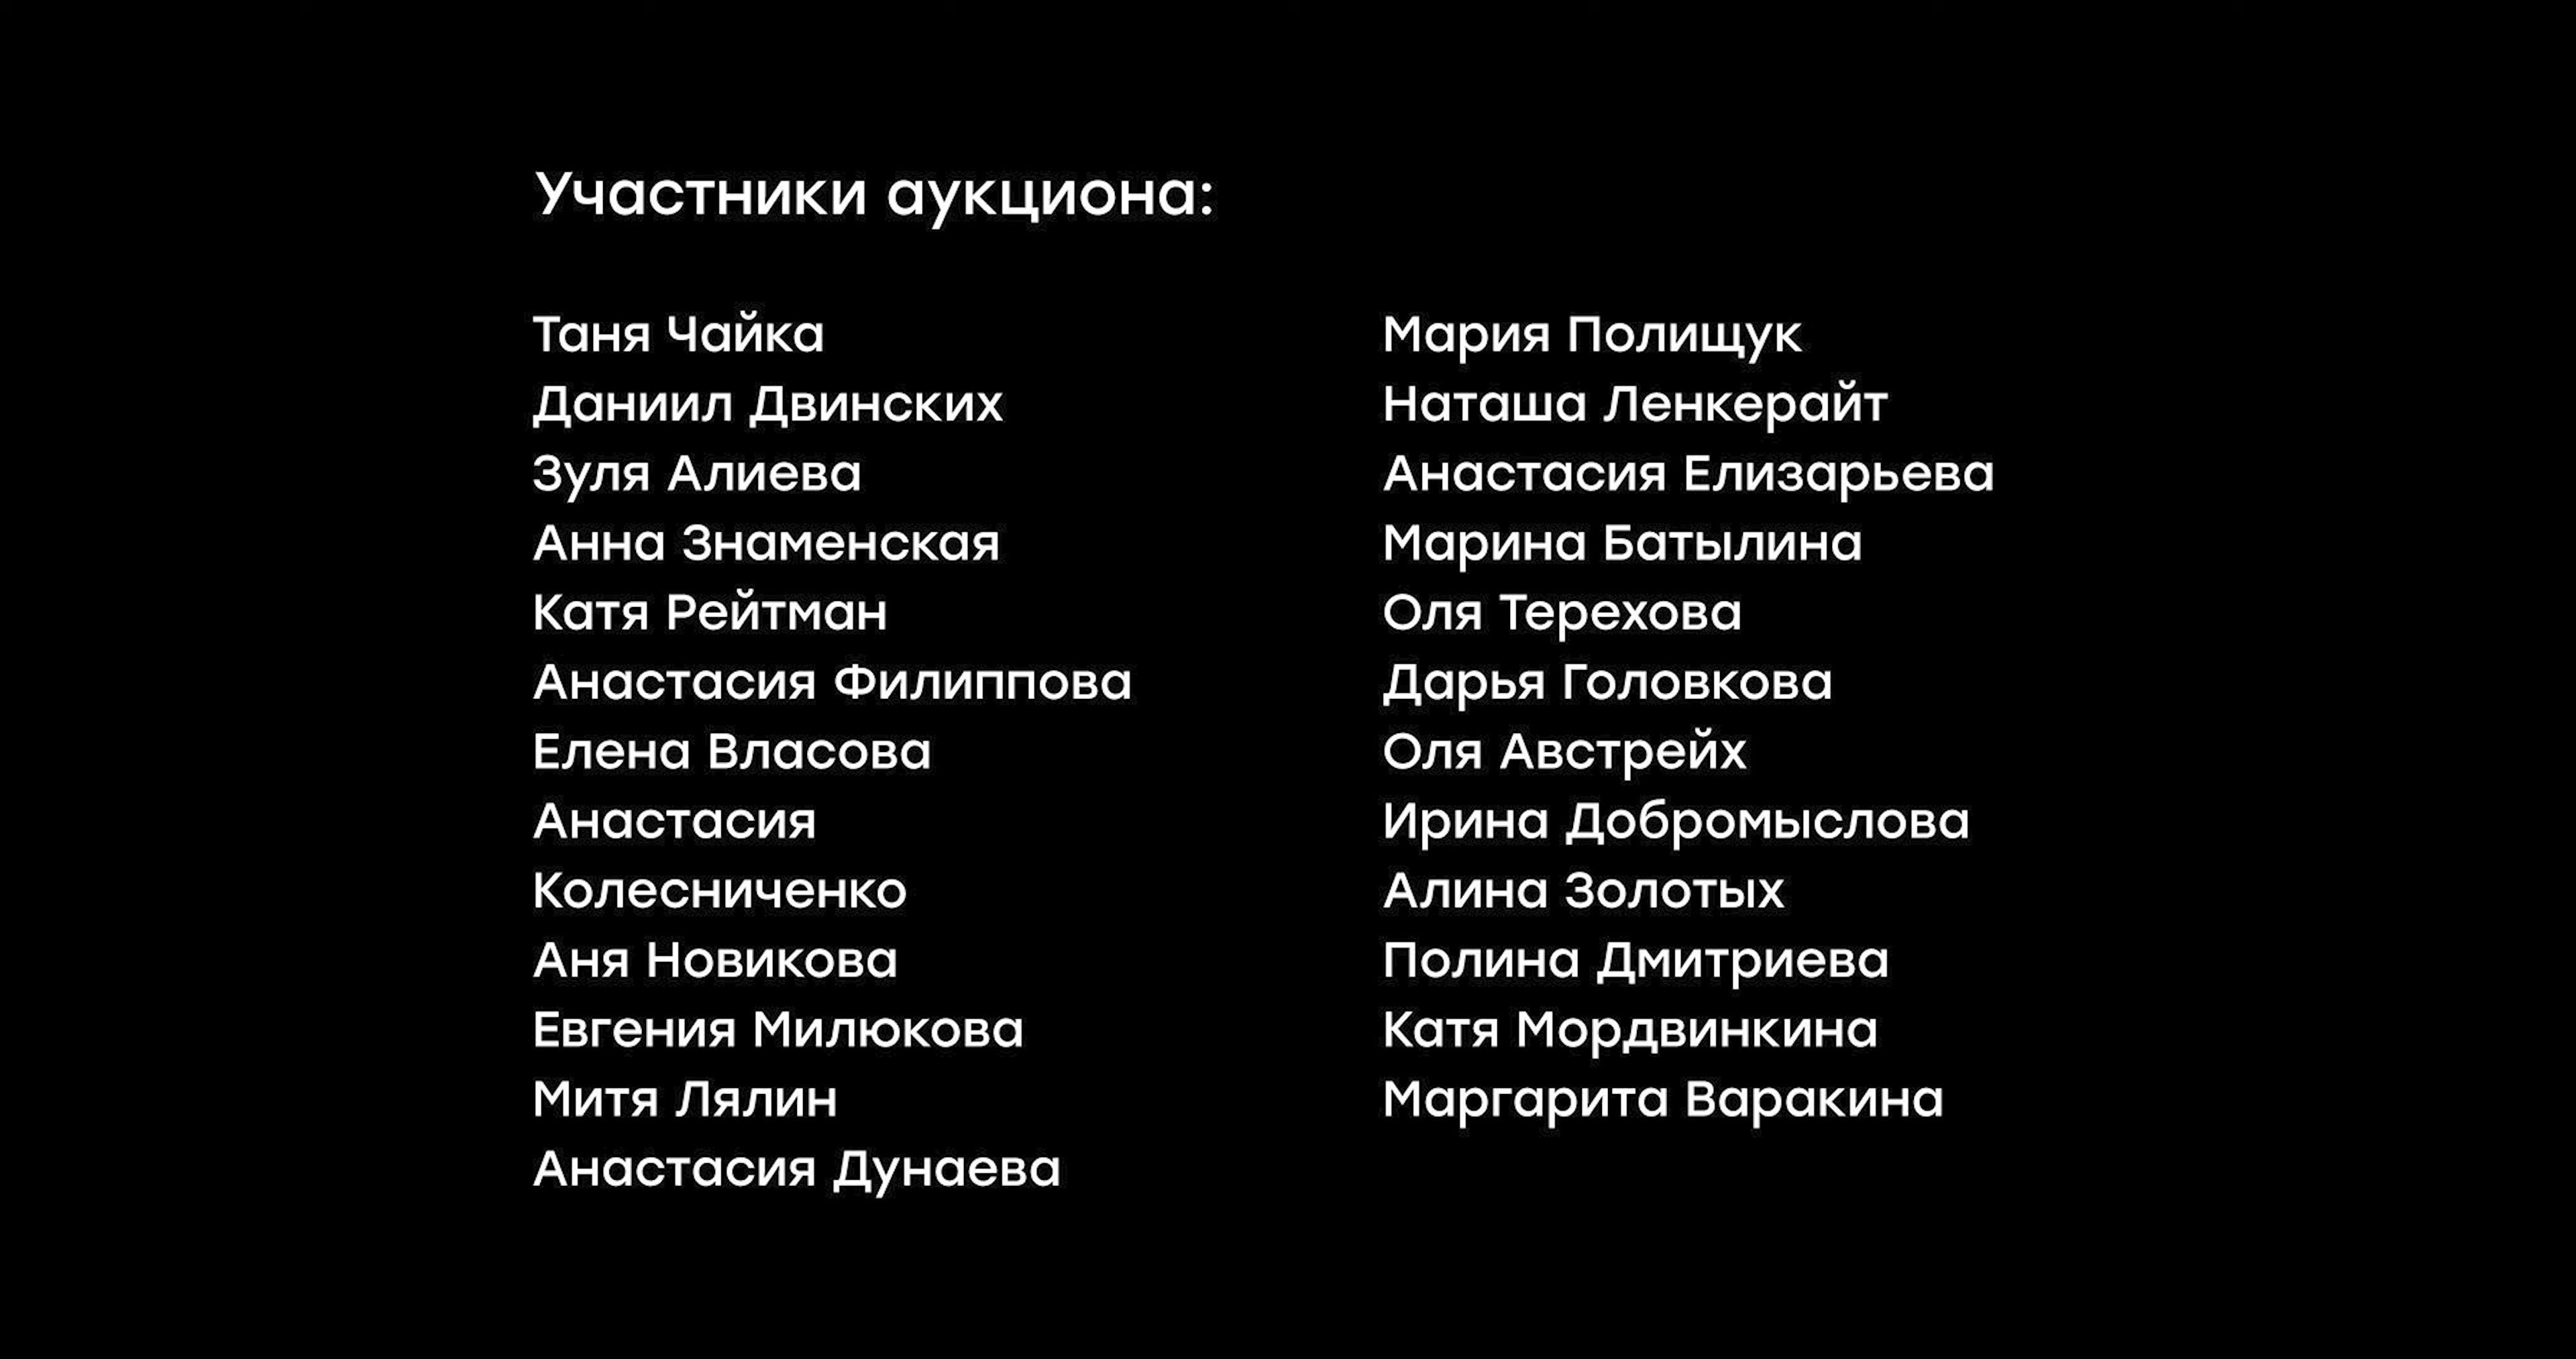 Участники аукциона:
Таня Чайка
Даниил Двинских
Зуля Алиева
Анна Знаменская
Катя Рейтман
Анастасия Филиппова
Елена Власова
Анастасия
Колесниченко
Аня Новикова
Евгения Милюкова
Митя Лялин
Анастасия Дунаева
Мария Полищук
Наташа Ленкерайт
Анастасия Елизарьева
Марина Батылина
Оля Терехова
Дарья Головкова
Оля Австрейх
Ирина Добромыслова
Алина Золотых
Полина Дмитриева
Катя Мордвинкина
Маргарита Варакина